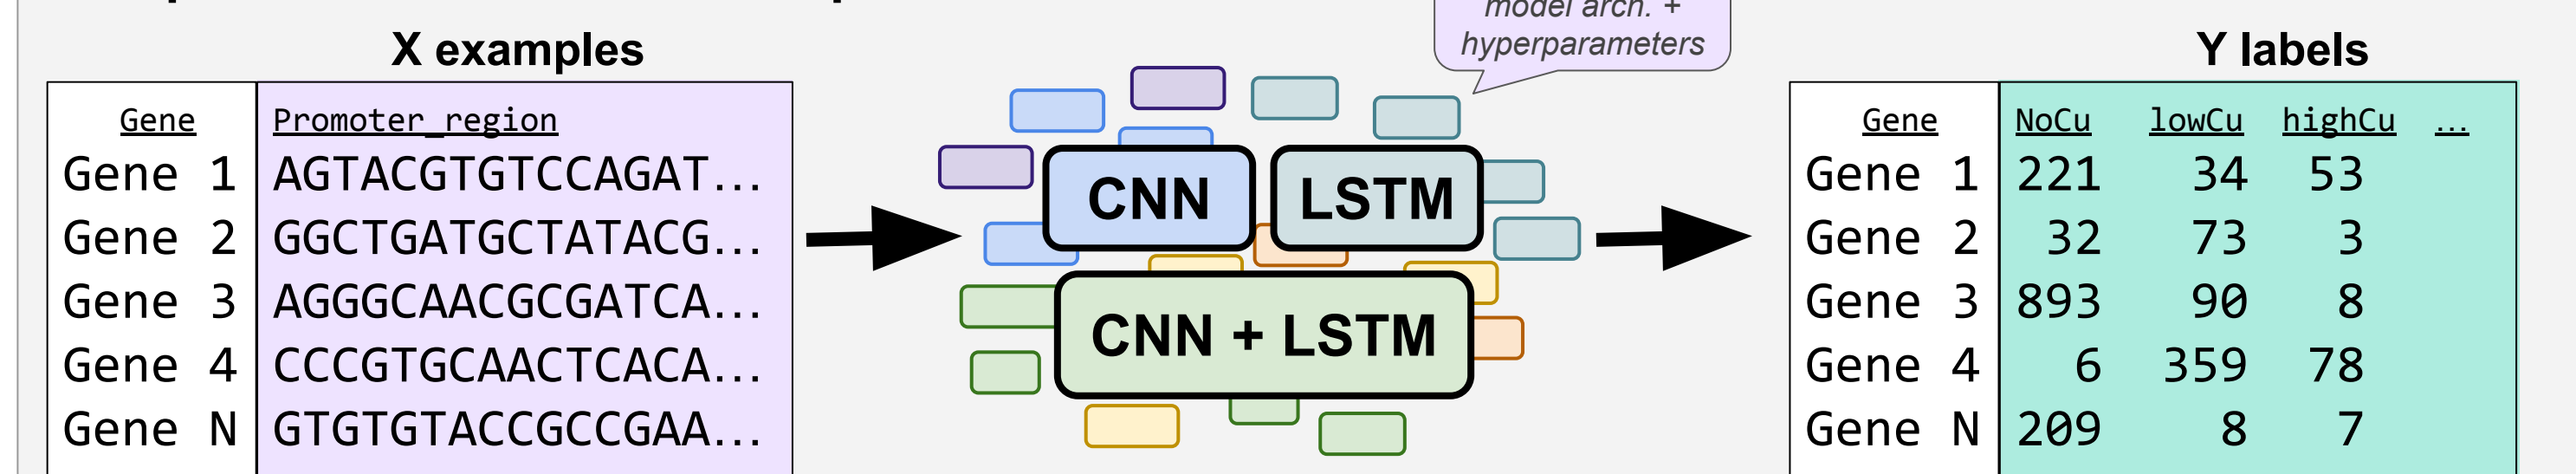 X examples
Gene Promoter_region
Gene 1 AGTACGTGTCCAGAT...
Gene 2 GGCTGATGCTATACG...
Gene 3 AGGGCAACGCGATCA...
Gene 4 CCCGTGCAACTCACA...
Gene N GTGTGTACCGCCGAA...
model arch. +
hyperparameters
CNN
LSTM
CNN + LSTM
Y labels
Gene NoCu lowCu highCu ...
Gene 1 221 34 53
Gene 2 32 73 3
Gene 3 893 90 8
Gene 4 6 359 78
Gene N 209 8 7